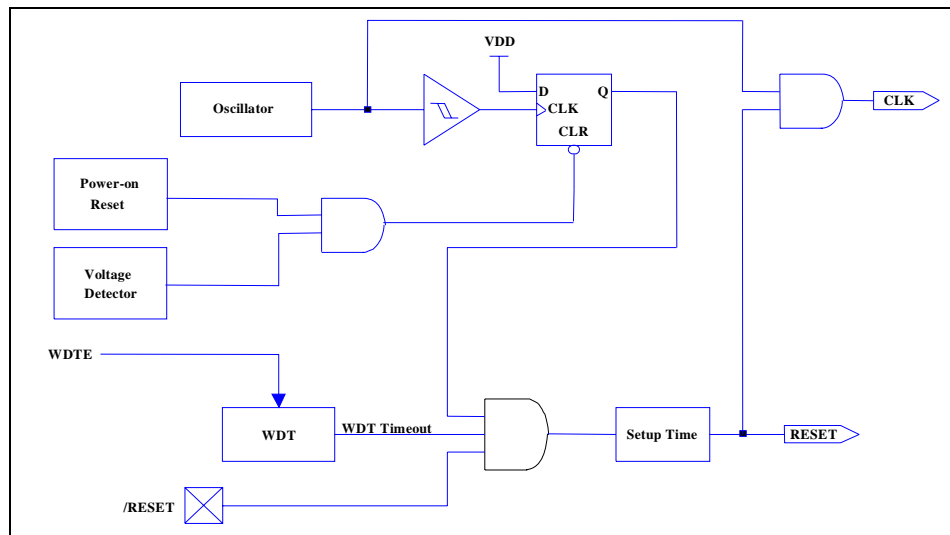 VDD
Oscillator
D
Q
CLK
CLR
CLK
Power-on
Reset
Voltage
Detector
WDTE
WDT
WDT Timeout
Setup Time
RESET
/RESET